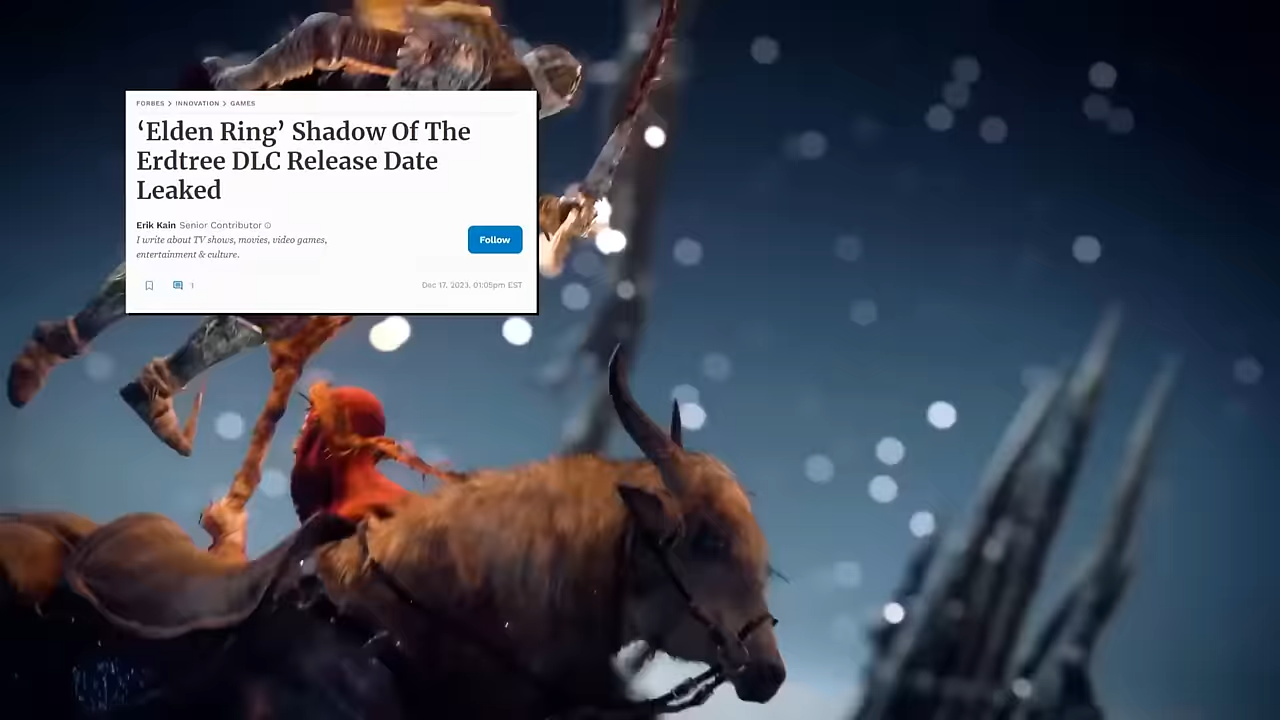 FORBES > INNOVATION > GAMES
‘Elden Ring’ Shadow Of The
Erdtree DLC Release Date
Leaked
Erik Kain Senior Contributor
I write about TV shows, movies, video games,
entertainment & culture.
Follow
1
Dec 17, 2023, 01:05pm EST